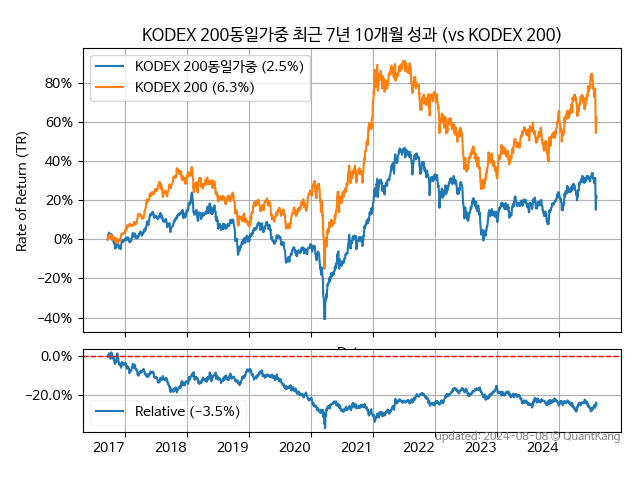 KODEX 200동일가중 최근 7년 10개월 성과 (vs KODEX 200)
KODEX 200동일가중 (2.5%)
KODEX 200 (6.3%)
Rate of Return (TR)
80%
60%
40%
20%
0%
−20%
−40%
0.0%
−20.0%
Relative (−3.5%)
2017 2018 2019 2020 2021 2022 2023 2024
updated: 2024-08-08 © QuantKang